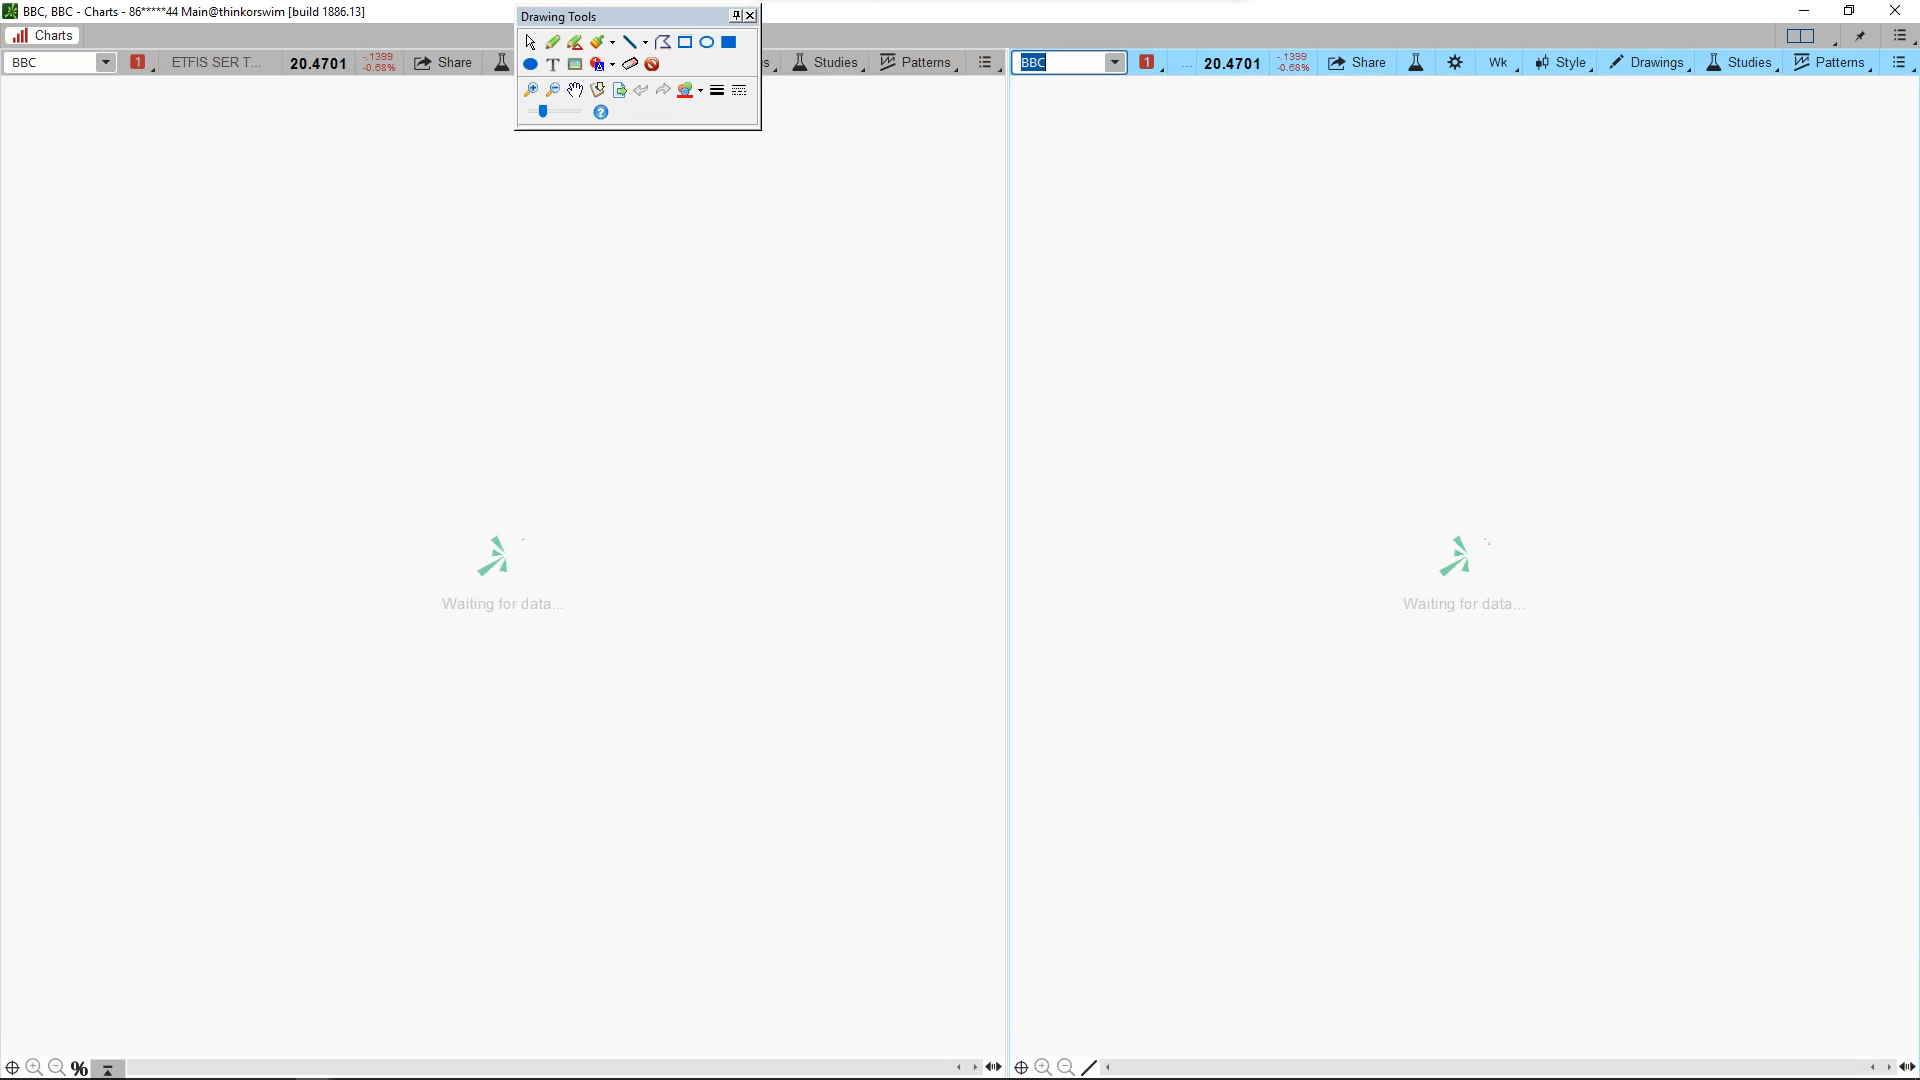 BBC, BBC - Charts - 86*****44 Main@thinkorswim [build 1886.13]
Drawing Tools
Charts
BBC 1 ETFIS SER T... 20.4701 -.1399 -0.68% Share s Studies Patterns
BBC 1 ... 20.4701 -.1399 -0.68% Share Wk Style Drawings Studies Patterns
T
A
?
Waiting for data...
Waiting for data...
%